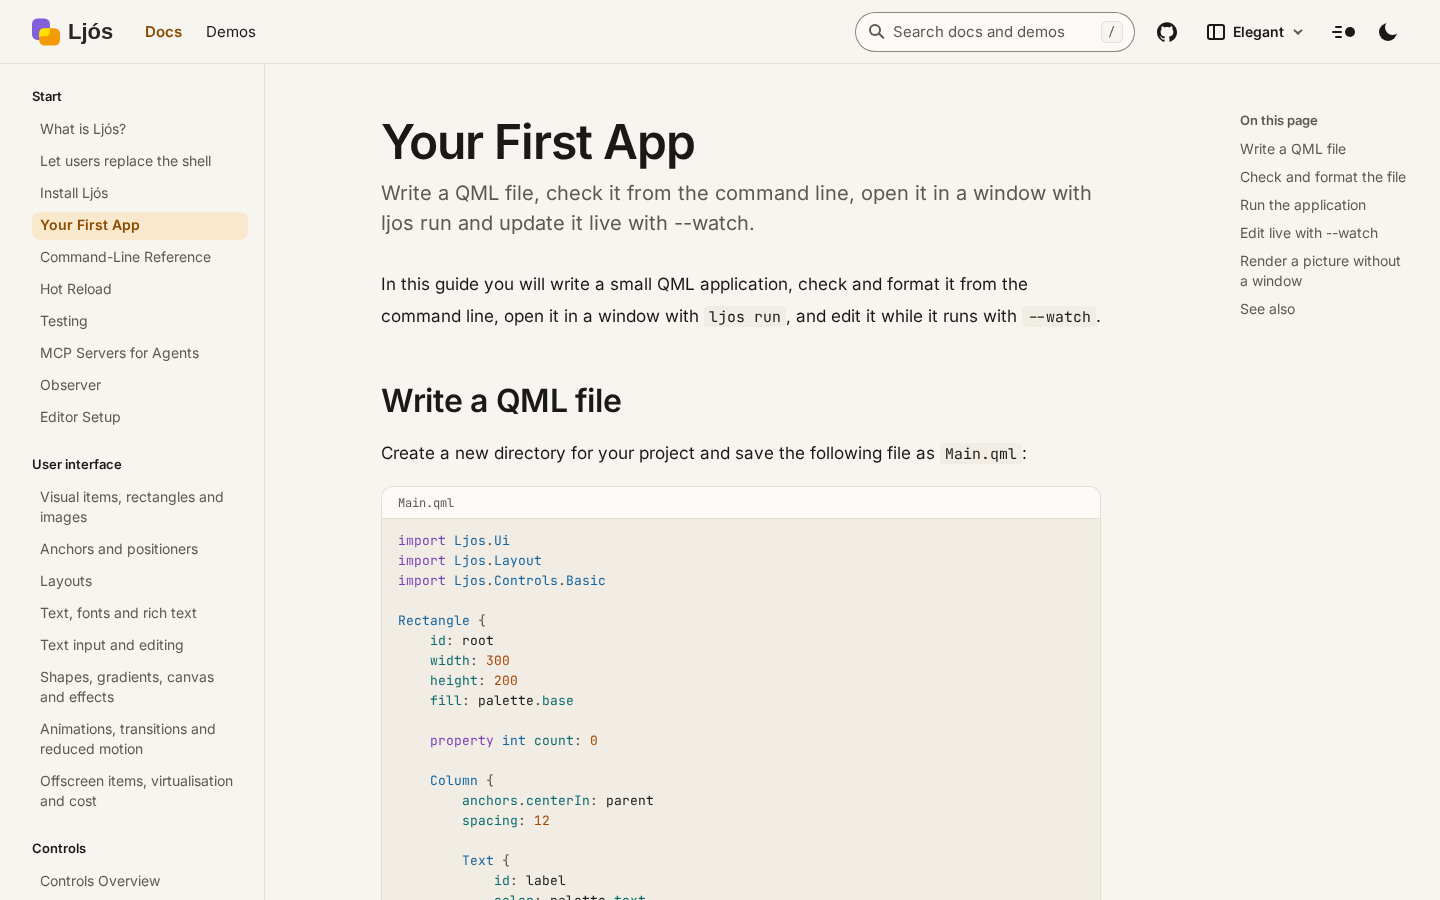 Ljós
Docs
Demos
Search docs and demos
/
Elegant
Start
What is Ljós?
Let users replace the shell
Install Ljós
Your First App
Command-Line Reference
Hot Reload
Testing
MCP Servers for Agents
Observer
Editor Setup
User interface
Visual items, rectangles and
images
Anchors and positioners
Layouts
Text, fonts and rich text
Text input and editing
Shapes, gradients, canvas
and effects
Animations, transitions and
reduced motion
Offscreen items, virtualisation
and cost
Controls
Controls Overview
Your First App
Write a QML file, check it from the command line, open it in a window with
ljos run and update it live with --watch.
In this guide you will write a small QML application, check and format it from the
command line, open it in a window with ljos run, and edit it while it runs with --watch.
Write a QML file
Create a new directory for your project and save the following file as Main.qml:
Main.qml
import Ljos.Ui
import Ljos.Layout
import Ljos.Controls.Basic
Rectangle {
    id: root
    width: 300
    height: 200
    fill: palette.base
    property int count: 0
    Column {
        anchors.centerIn: parent
        spacing: 12
        Text {
            id: label
            color: palette.text
On this page
Write a QML file
Check and format the file
Run the application
Edit live with --watch
Render a picture without
a window
See also